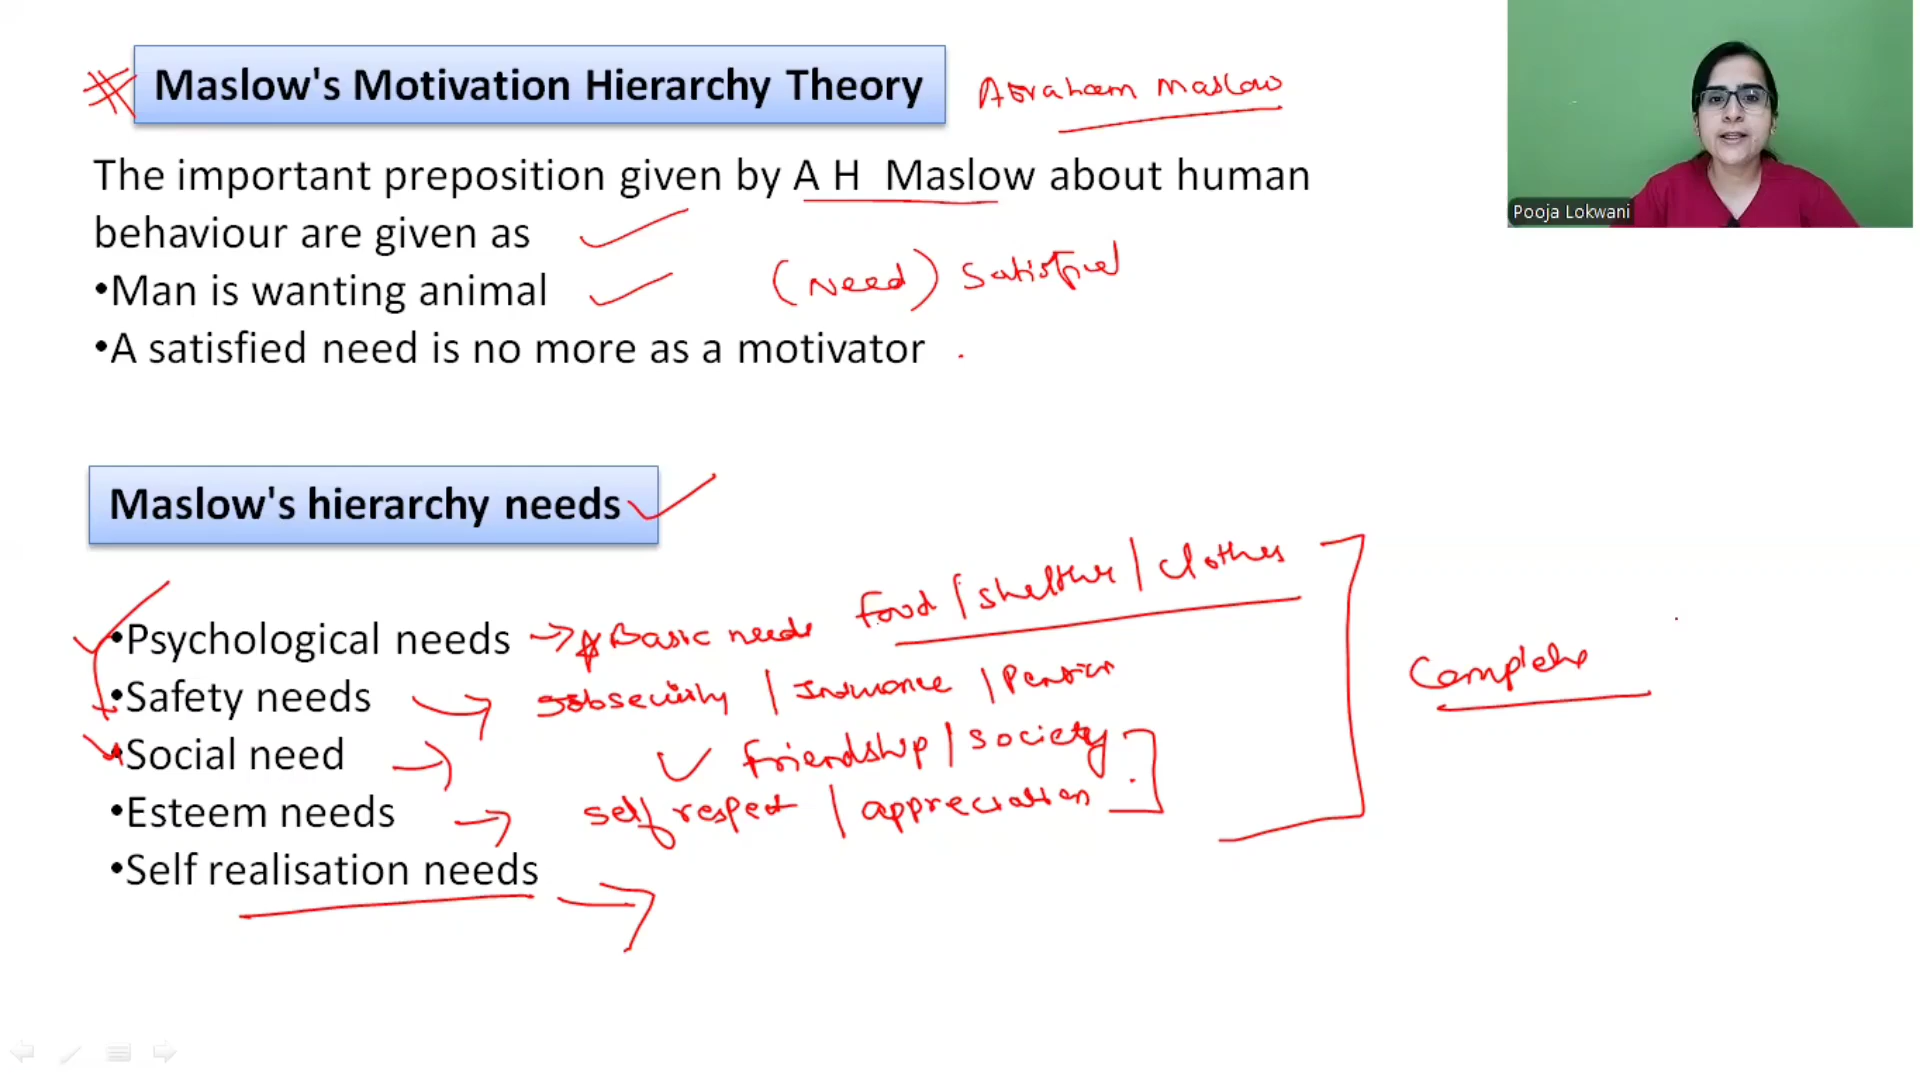 Maslow's Motivation Hierarchy Theory Abraham Maslow
The important preposition given by A H Maslow about human
behaviour are given as
•Man is wanting animal (Need) Satisfied
•A satisfied need is no more as a motivator
Pooja Lokwani
Maslow's hierarchy needs
•Psychological needs → Basic needs food / shelther / clothes
•Safety needs → Jobsecurity / Insurance / Pension
•Social need → friendship / society
•Esteem needs → self respect / appreciation
•Self realisation needs →
Complete